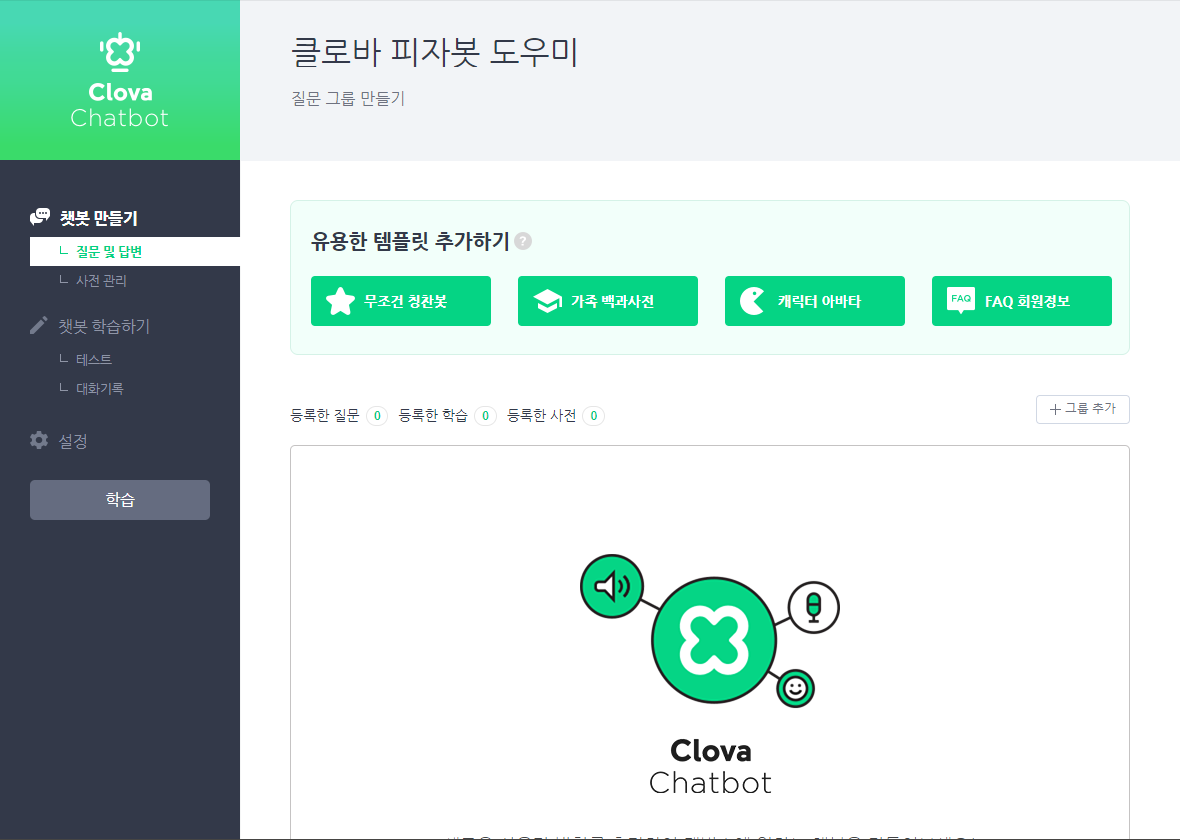 Clova
Chatbot
클로바 피자봇 도우미
질문 그룹 만들기
챗봇 만들기
질문 및 답변
사전 관리
챗봇 학습하기
테스트
대화기록
설정
학습
유용한 템플릿 추가하기 ?
무조건 칭찬봇
가족 백과사전
캐릭터 아바타
FAQ
FAQ 회원정보
등록한 질문 0 등록한 학습 0 등록한 사전 0
+ 그룹 추가
Clova
Chatbot